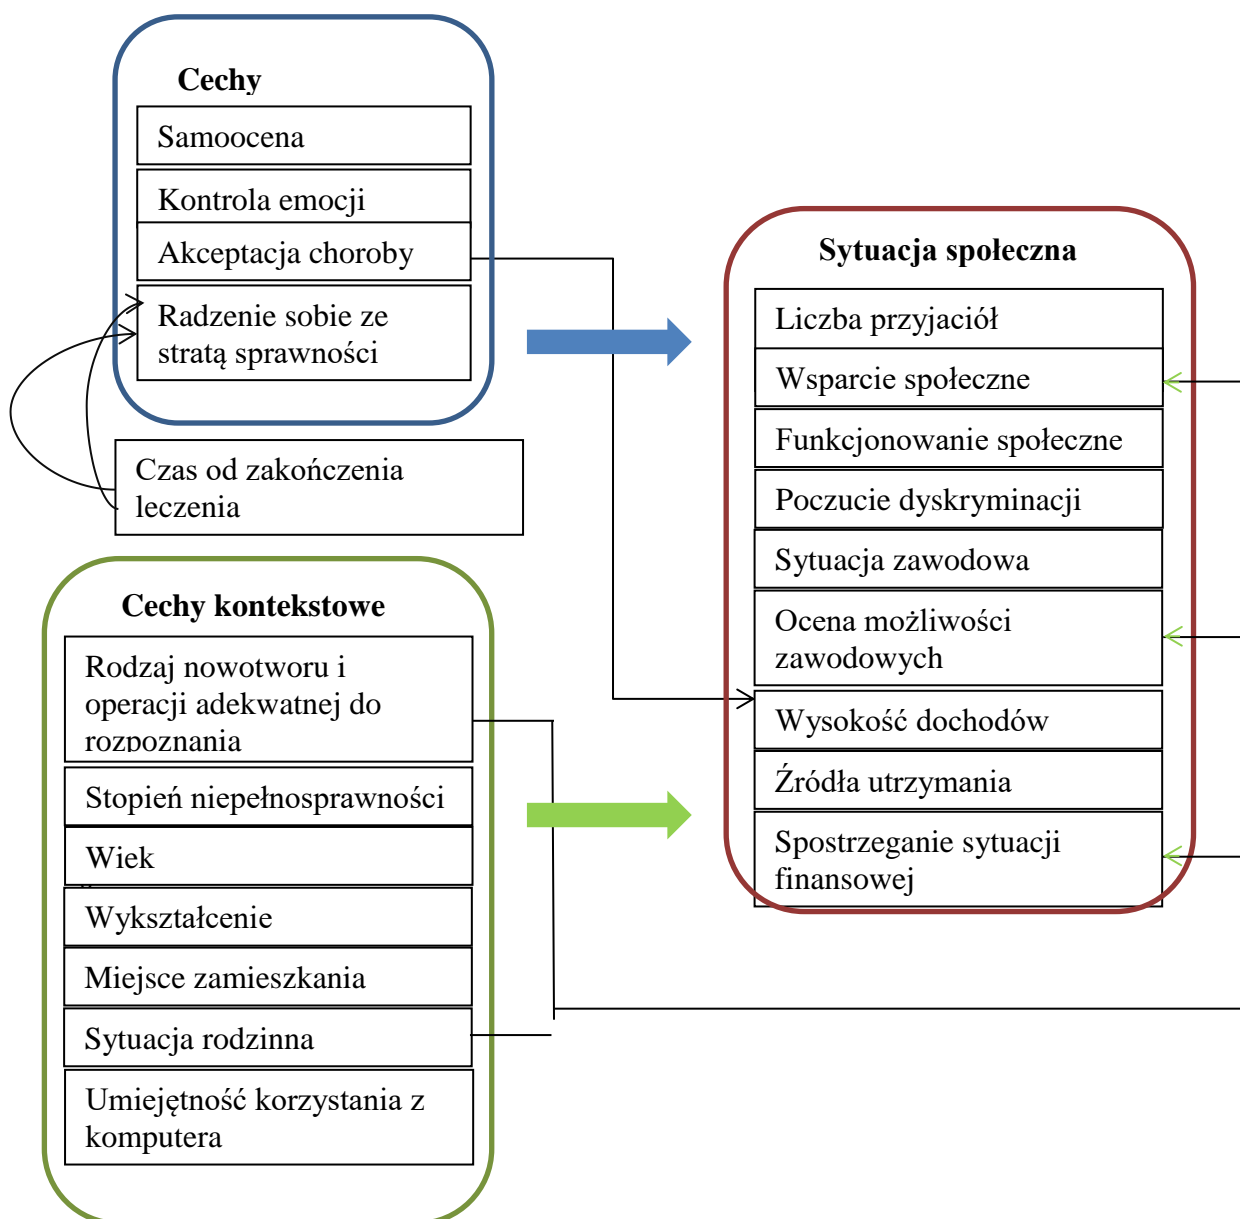 Cechy
Samoocena
Kontrola emocji
Akceptacja choroby
Radzenie sobie ze
stratą sprawności
Czas od zakończenia
leczenia
Cechy kontekstowe
Rodzaj nowotworu i
operacji adekwatnej do
rozpoznania
Stopień niepełnosprawności
Wiek
Wykształcenie
Miejsce zamieszkania
Sytuacja rodzinna
Umiejętność korzystania z
komputera
Sytuacja społeczna
Liczba przyjaciół
Wsparcie społeczne
Funkcjonowanie społeczne
Poczucie dyskryminacji
Sytuacja zawodowa
Ocena możliwości
zawodowych
Wysokość dochodów
Źródła utrzymania
Spostrzeganie sytuacji
finansowej